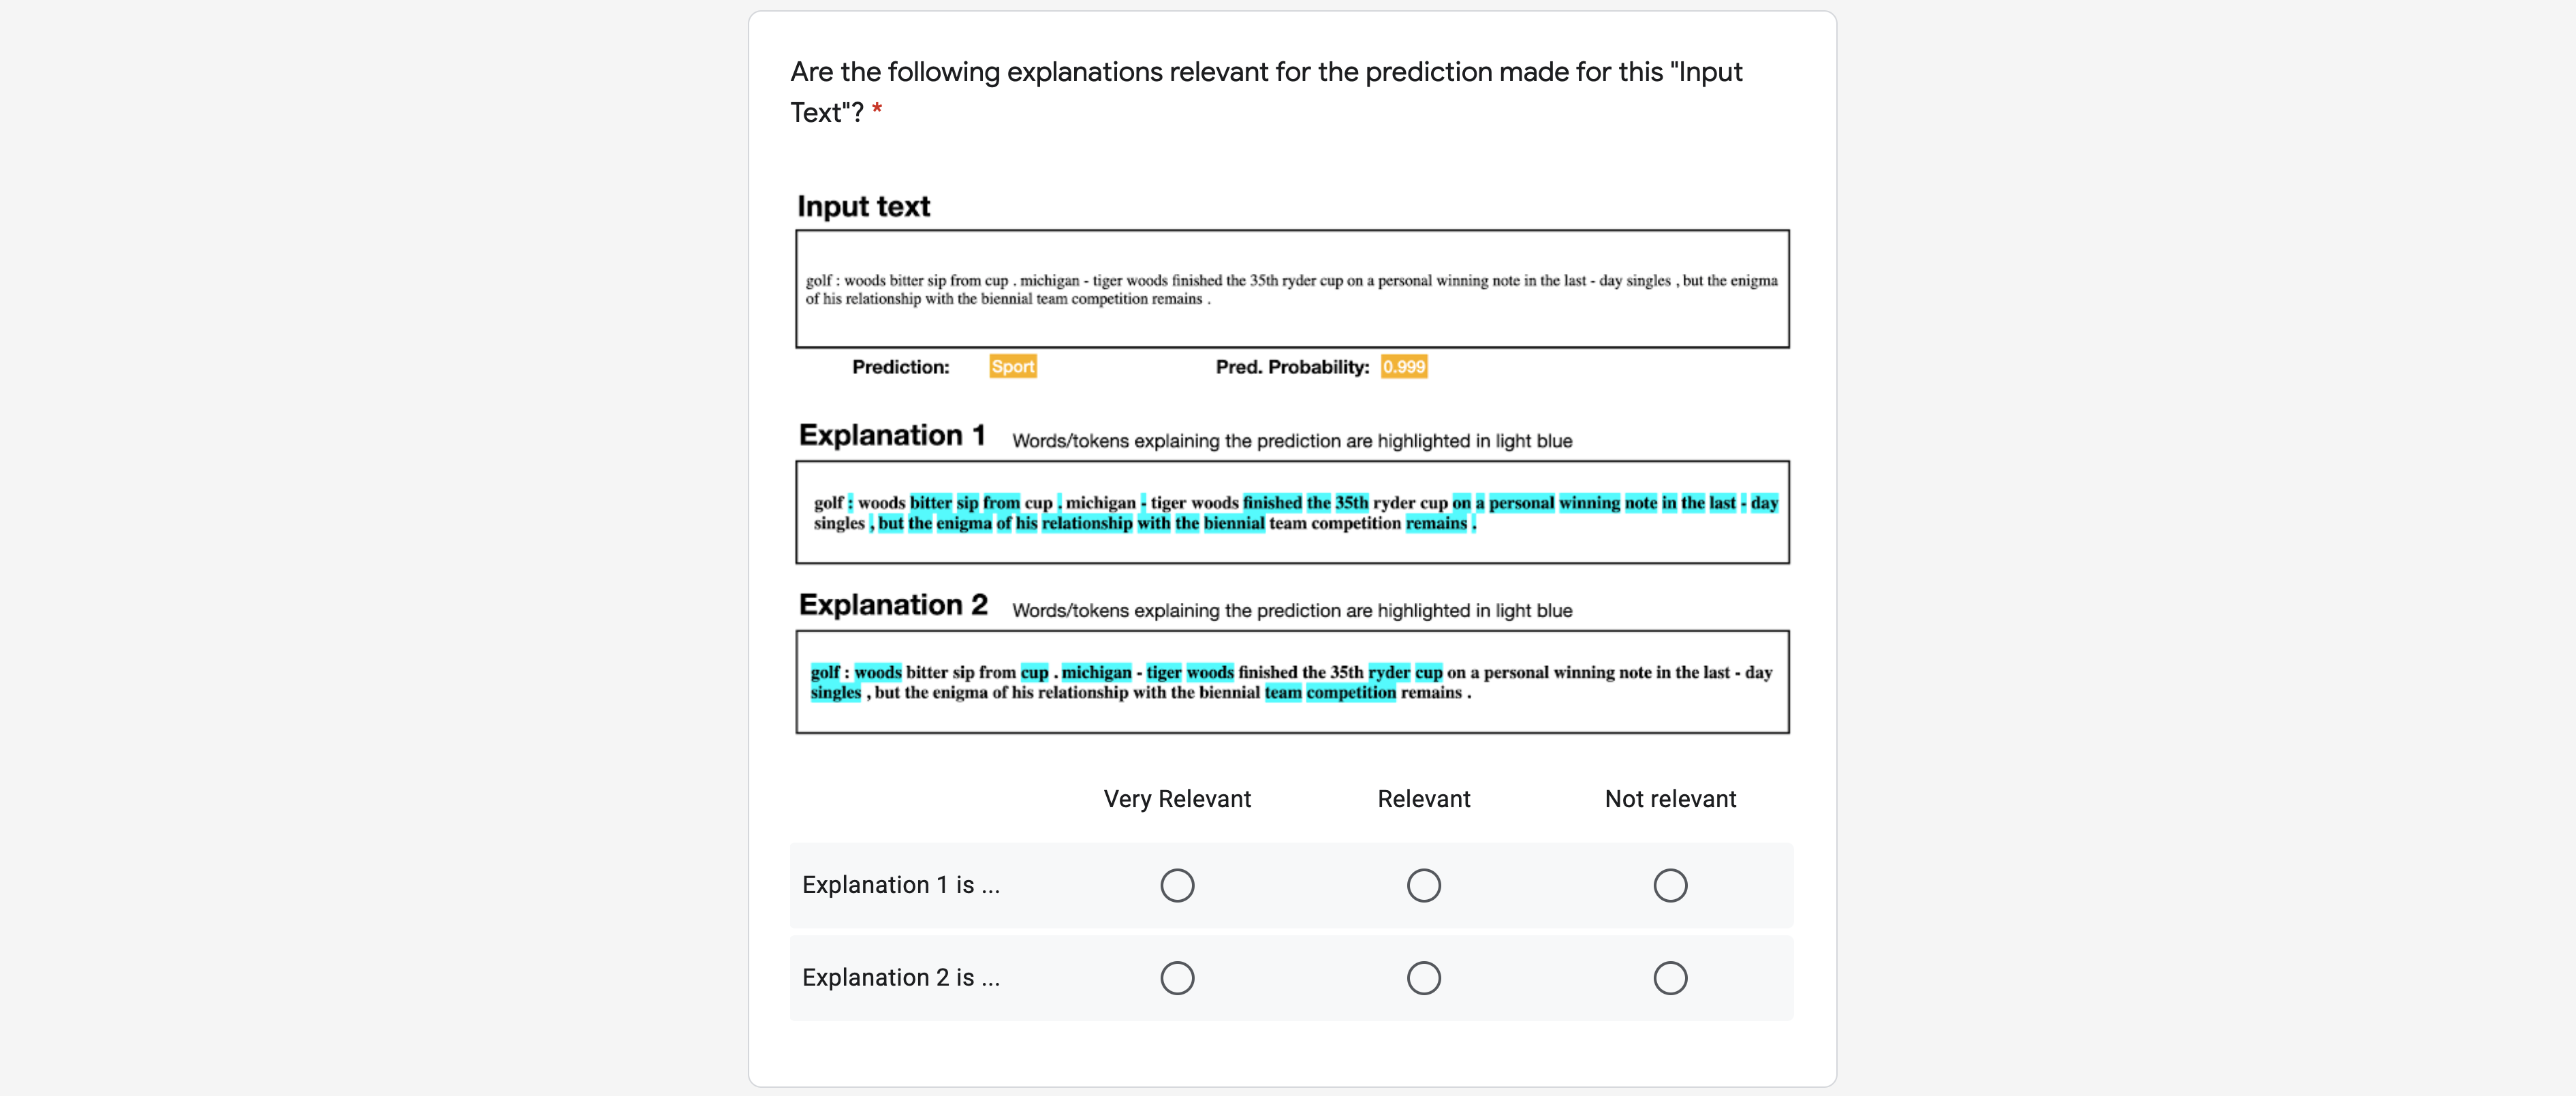 Are the following explanations relevant for the prediction made for this "Input
Text"? *
Input text
golf : woods bitter sip from cup . michigan - tiger woods finished the 35th ryder cup on a personal winning note in the last - day singles , but the enigma
of his relationship with the biennial team competition remains .
Prediction: Sport Pred. Probability: 0.999
Explanation 1 Words/tokens explaining the prediction are highlighted in light blue
golf : woods bitter sip from cup . michigan - tiger woods finished the 35th ryder cup on a personal winning note in the last - day
singles , but the enigma of his relationship with the biennial team competition remains .
Explanation 2 Words/tokens explaining the prediction are highlighted in light blue
golf : woods bitter sip from cup . michigan - tiger woods finished the 35th ryder cup on a personal winning note in the last - day
singles , but the enigma of his relationship with the biennial team competition remains .
Very Relevant Relevant Not relevant
Explanation 1 is ...
Explanation 2 is ...